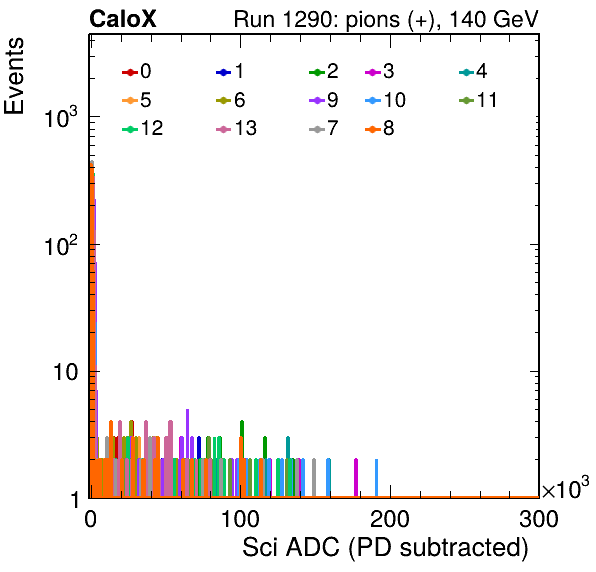 CaloX Run 1290: pions (+), 140 GeV
Events
0 1 2 3 4
5 6 9 10 11
12 13 7 8
10³
10²
10
1
0 100 200 300
×10³
Sci ADC (PD subtracted)